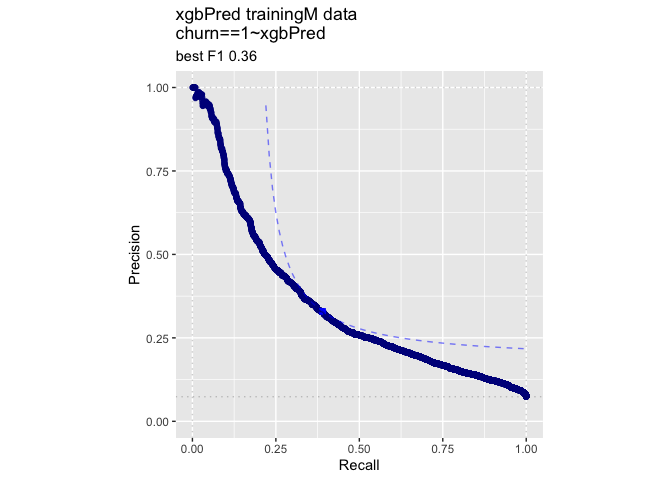 xgbPred trainingM data
churn==1~xgbPred
best F1 0.36
1.00
0.75
0.50
0.25
0.00
Precision
0.00 0.25 0.50 0.75 1.00
Recall